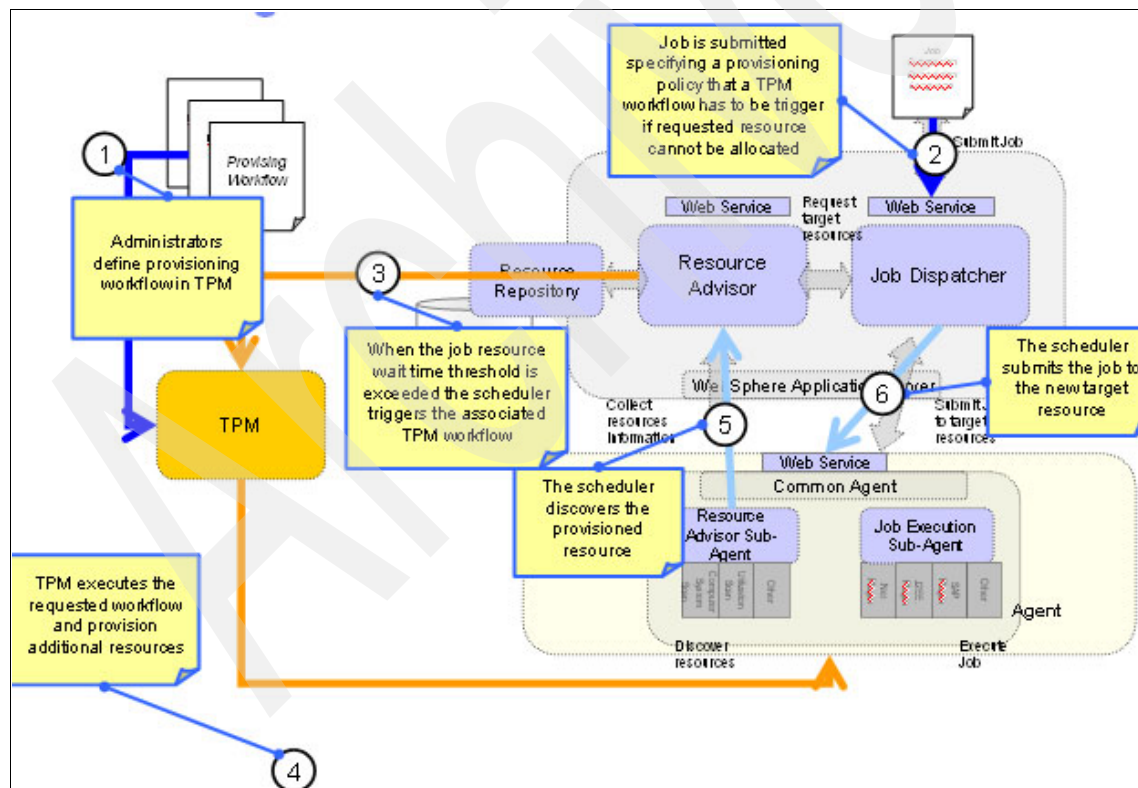 Job is submitted
specifying a provisioning
policy that a TPM
workflow has to be trigger
if requested resource
cannot be allocated
Job
1
Provising
Workflow
2
SubmitJob
Web Service
Request
target
resources
Web Service
Administrators
define provisioning
workflow in TPM
3
Resource
Repository
Resource
Advisor
Job Dispatcher
When the job resource
wait time threshold is
exceeded the scheduler
triggers the associated
TPM workflow
The scheduler
submits the job to
the new target
resource
TPM
Collect
resources
Information
5
6
to target
resources
Web Service
Common Agent
The scheduler
discovers the
provisioned
resource
Resource
Advisor Sub-
Agent
Job Execution
Sub-Agent
Computer
System
Scan
Utilization
Scan
Other
SAP
Other
Agent
TPM executes the
requested workflow
and provision
additional resources
Discover
resources
Execute
Job
4